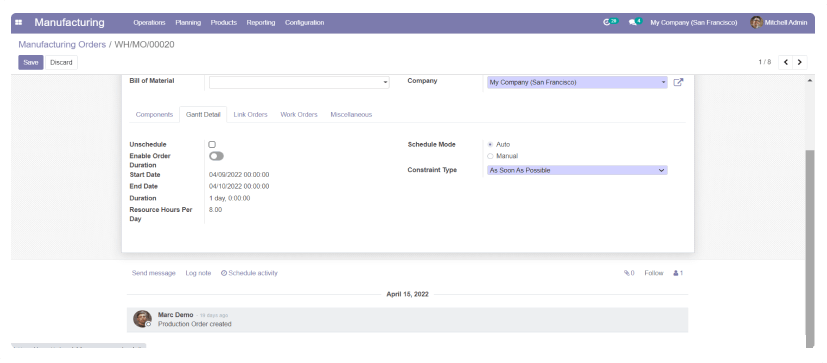 Manufacturing Operations Planning Products Reporting Configuration My Company (San Francisco) Mitchell Admin
Manufacturing Orders / WH/MO/00020
Save Discard 1 / 8
Bill of Material Company My Company (San Francisco)
Components Gantt Detail Link Orders Work Orders Miscellaneous
Unschedule Schedule Mode Auto
Enable Order Manual
Duration
Constraint Type As Soon As Possible
Start Date 04/09/2022 00:00:00
End Date 04/10/2022 00:00:00
Duration 1 day, 0:00:00
Resource Hours Per 8.00
Day
Send message Log note Schedule activity 0 Follow 1
April 15, 2022
Marc Demo
Production Order created